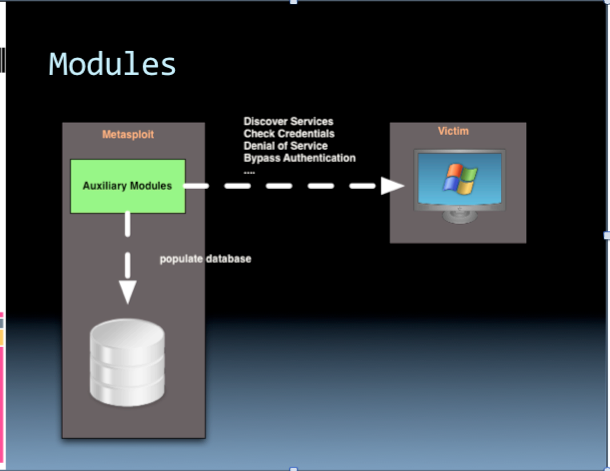 Modules
Metasploit
Discover Services
Check Credentials
Denial of Service
Bypass Authentication
....
Victim
Auxiliary Modules
populate database